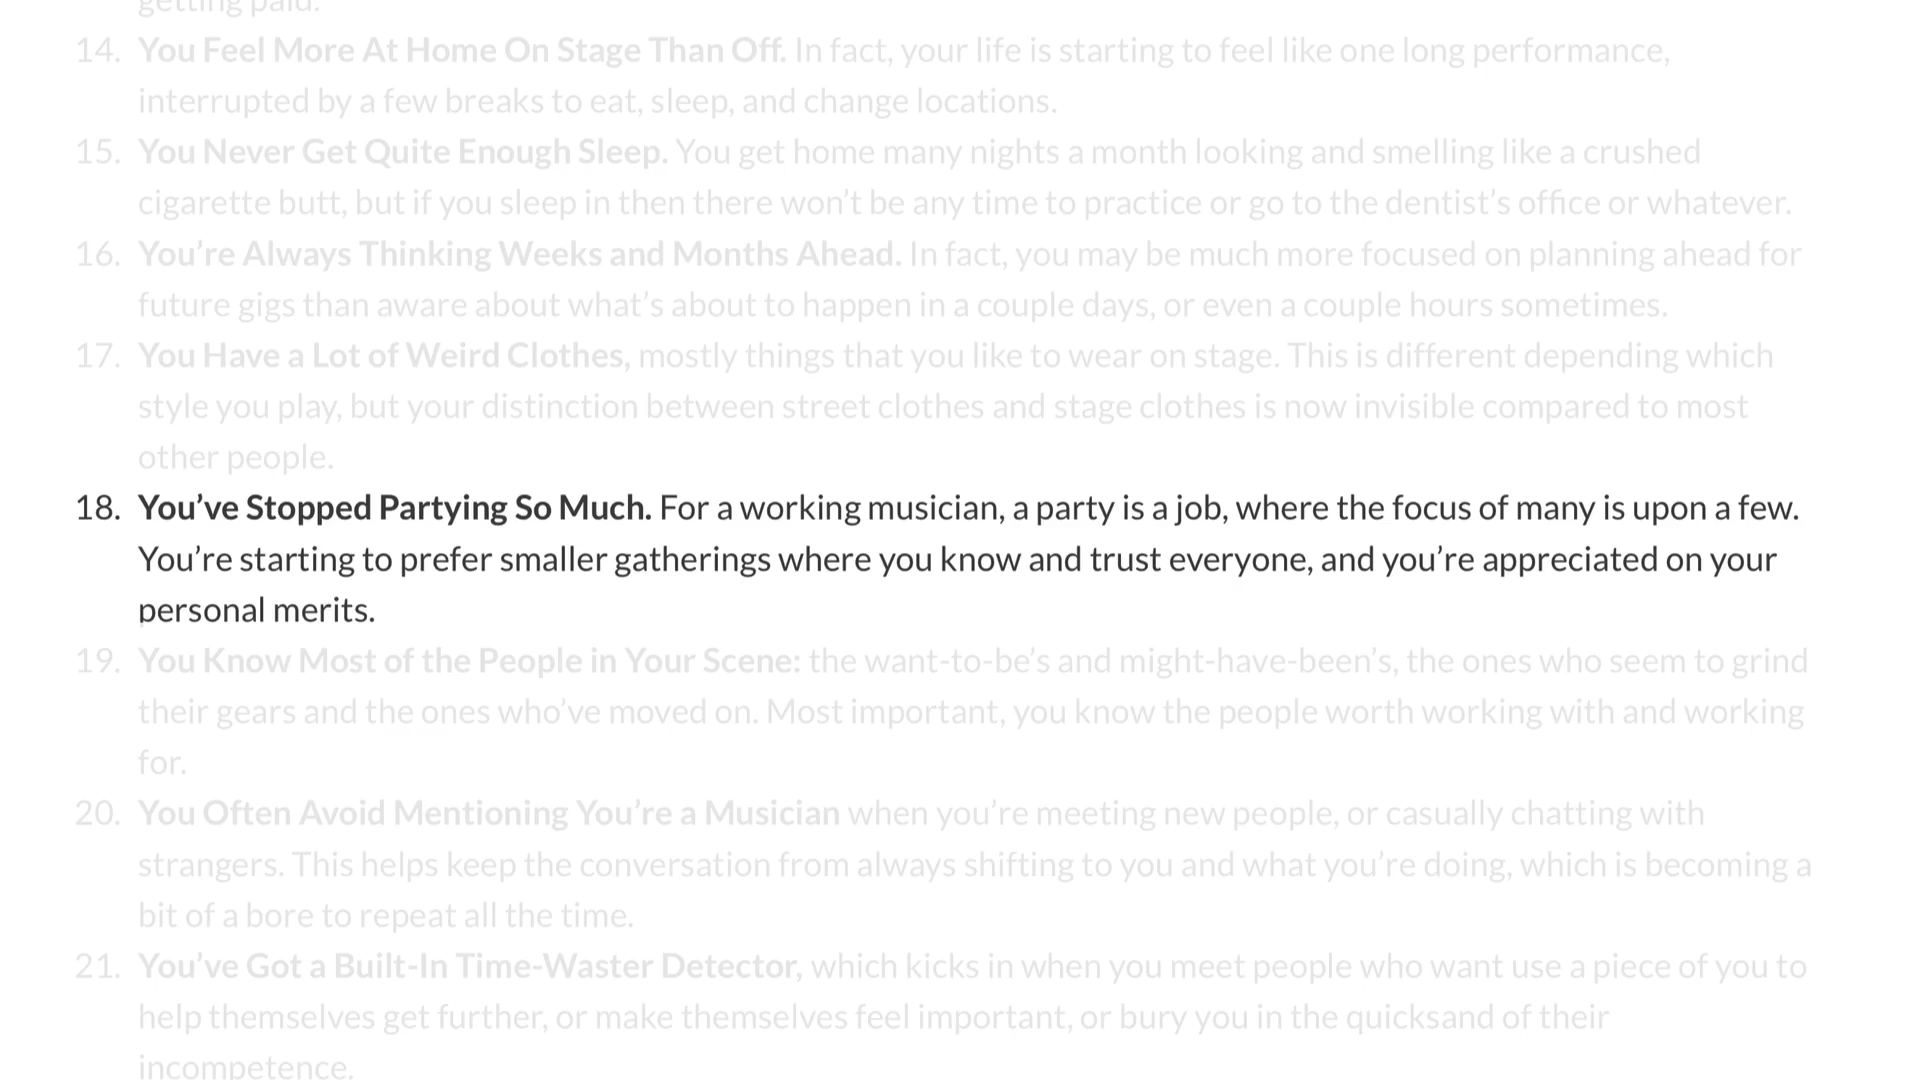 getting paid.
14. You Feel More At Home On Stage Than Off. In fact, your life is starting to feel like one long performance,
interrupted by a few breaks to eat, sleep, and change locations.
15. You Never Get Quite Enough Sleep. You get home many nights a month looking and smelling like a crushed
cigarette butt, but if you sleep in then there won’t be any time to practice or go to the dentist’s office or whatever.
16. You’re Always Thinking Weeks and Months Ahead. In fact, you may be much more focused on planning ahead for
future gigs than aware about what’s about to happen in a couple days, or even a couple hours sometimes.
17. You Have a Lot of Weird Clothes, mostly things that you like to wear on stage. This is different depending which
style you play, but your distinction between street clothes and stage clothes is now invisible compared to most
other people.
18. You’ve Stopped Partying So Much. For a working musician, a party is a job, where the focus of many is upon a few.
You’re starting to prefer smaller gatherings where you know and trust everyone, and you’re appreciated on your
personal merits.
19. You Know Most of the People in Your Scene: the want-to-be’s and might-have-been’s, the ones who seem to grind
their gears and the ones who’ve moved on. Most important, you know the people worth working with and working
for.
20. You Often Avoid Mentioning You’re a Musician when you’re meeting new people, or casually chatting with
strangers. This helps keep the conversation from always shifting to you and what you’re doing, which is becoming a
bit of a bore to repeat all the time.
21. You’ve Got a Built-In Time-Waster Detector, which kicks in when you meet people who want use a piece of you to
help themselves get further, or make themselves feel important, or bury you in the quicksand of their
incompetence.